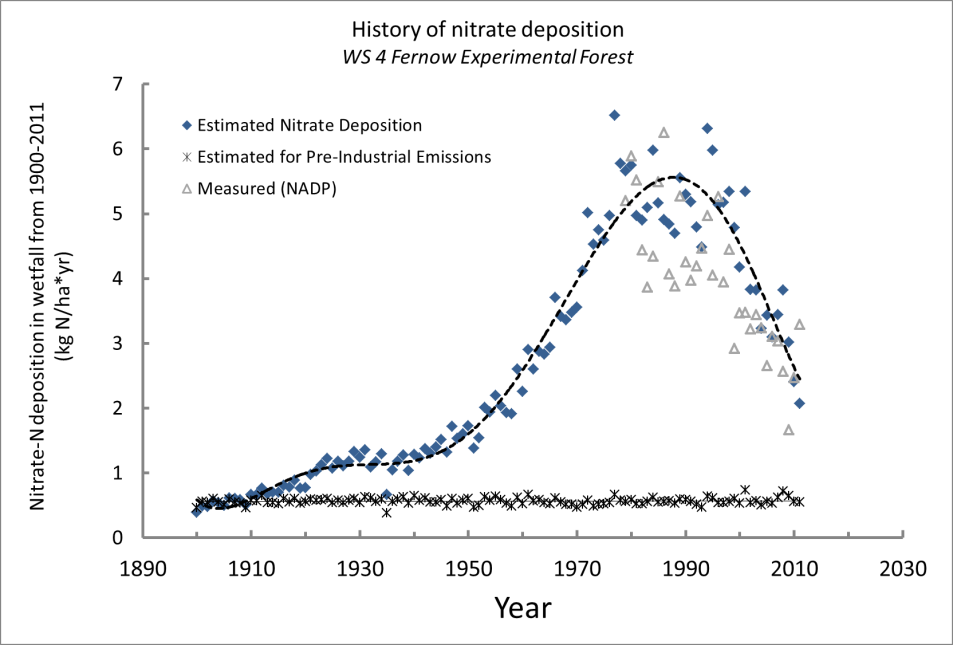 History of nitrate deposition
WS 4 Fernow Experimental Forest
Nitrate-N deposition in wetfall from 1900-2011
(kg N/ha*yr)
7
6
5
4
3
2
1
0
Estimated Nitrate Deposition
Estimated for Pre-Industrial Emissions
Measured (NADP)
1890 1910 1930 1950 1970 1990 2010 2030
Year